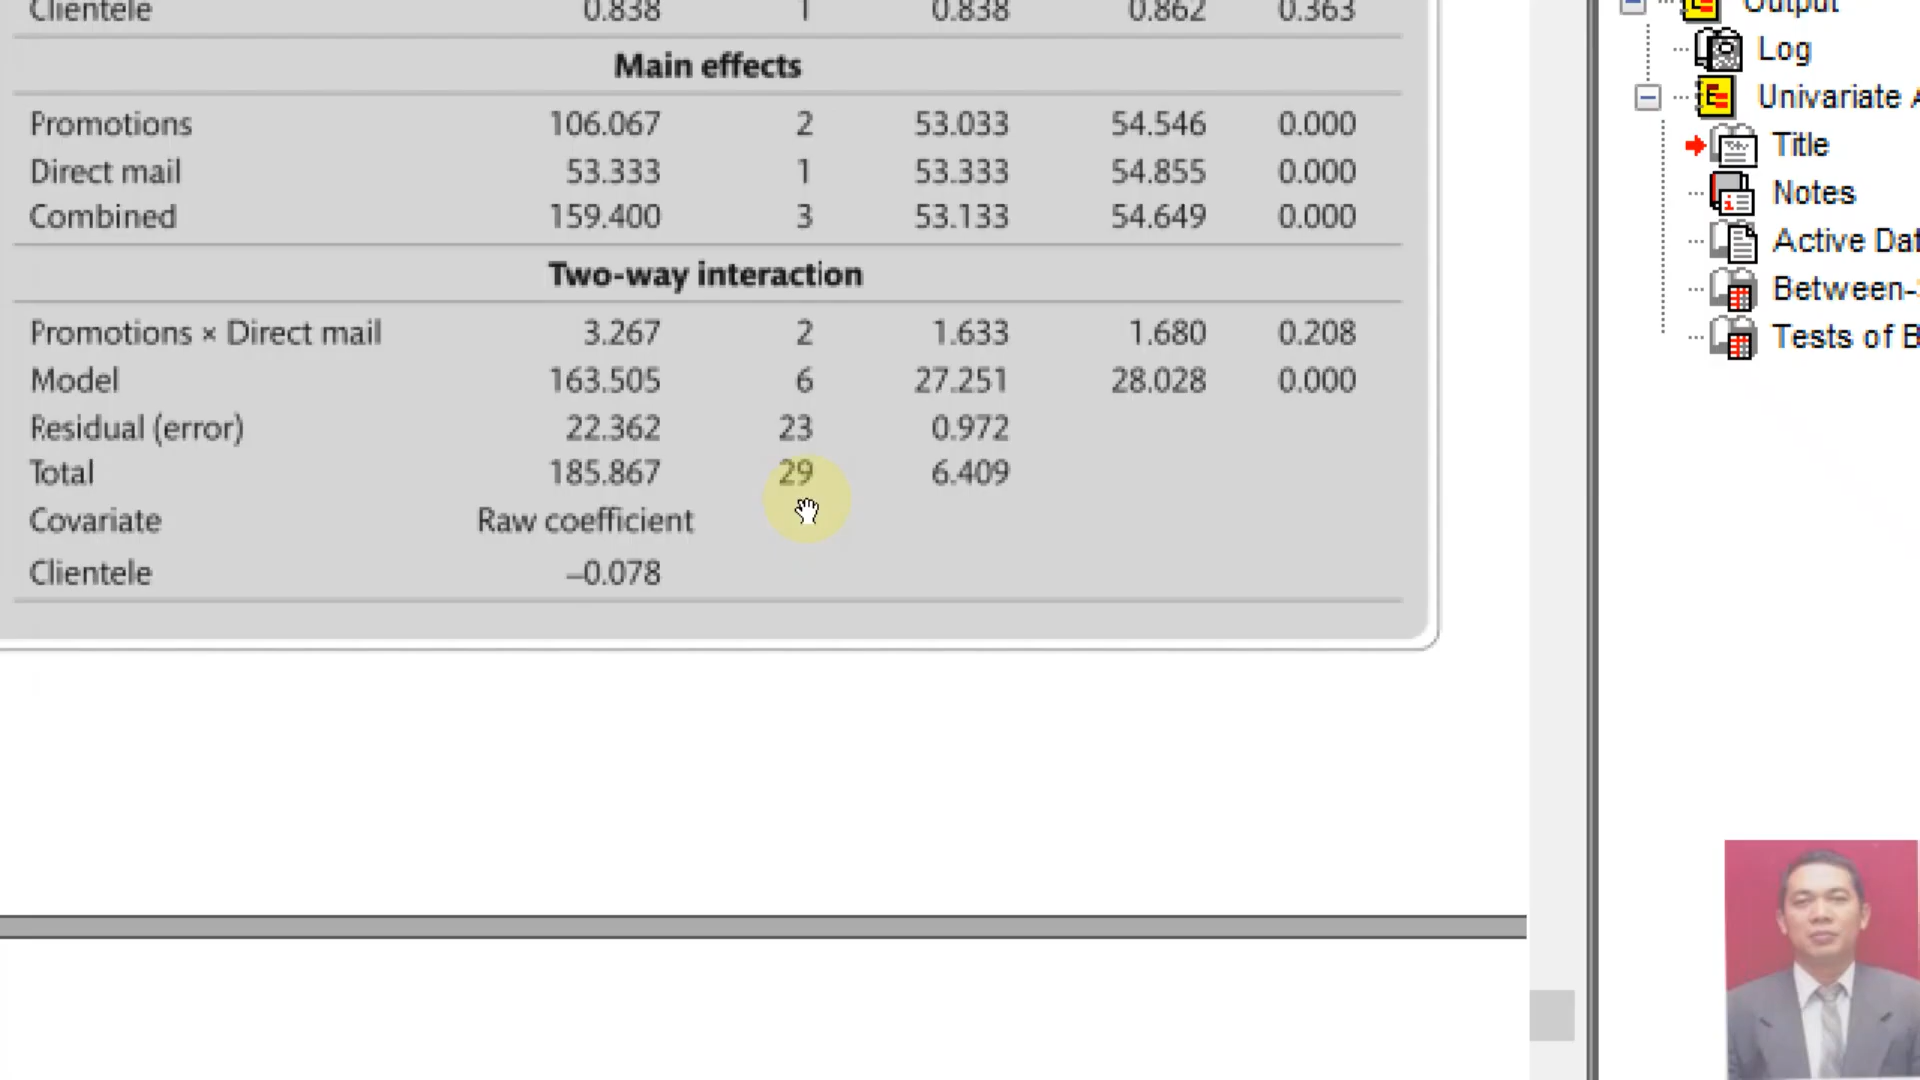 Clientele 0.838 1 0.838 0.862 0.363
Main effects
Promotions 106.067 2 53.033 54.546 0.000
Direct mail 53.333 1 53.333 54.855 0.000
Combined 159.400 3 53.133 54.649 0.000
Two-way interaction
Promotions × Direct mail 3.267 2 1.633 1.680 0.208
Model 163.505 6 27.251 28.028 0.000
Residual (error) 22.362 23 0.972
Total 185.867 29 6.409
Covariate Raw coefficient
Clientele –0.078
Output
Log
Univariate A
Title
Notes
Active Dat
Between-S
Tests of B